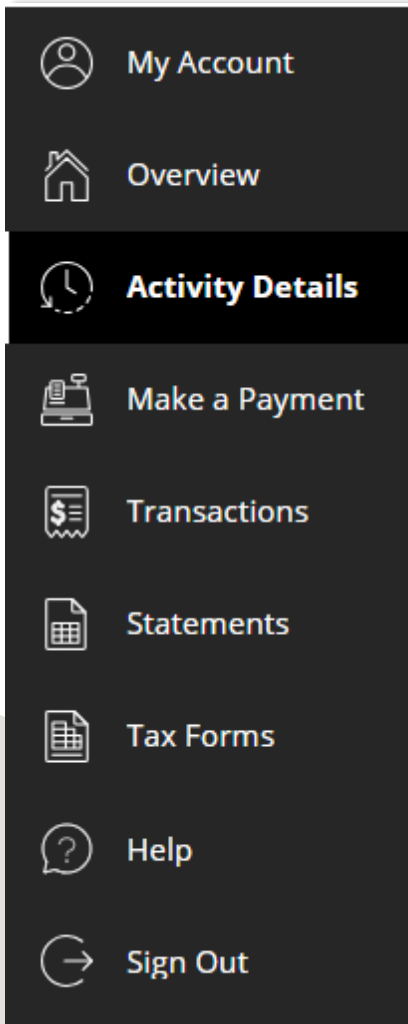 My Account
Overview
Activity Details
Make a Payment
Transactions
Statements
Tax Forms
Help
Sign Out